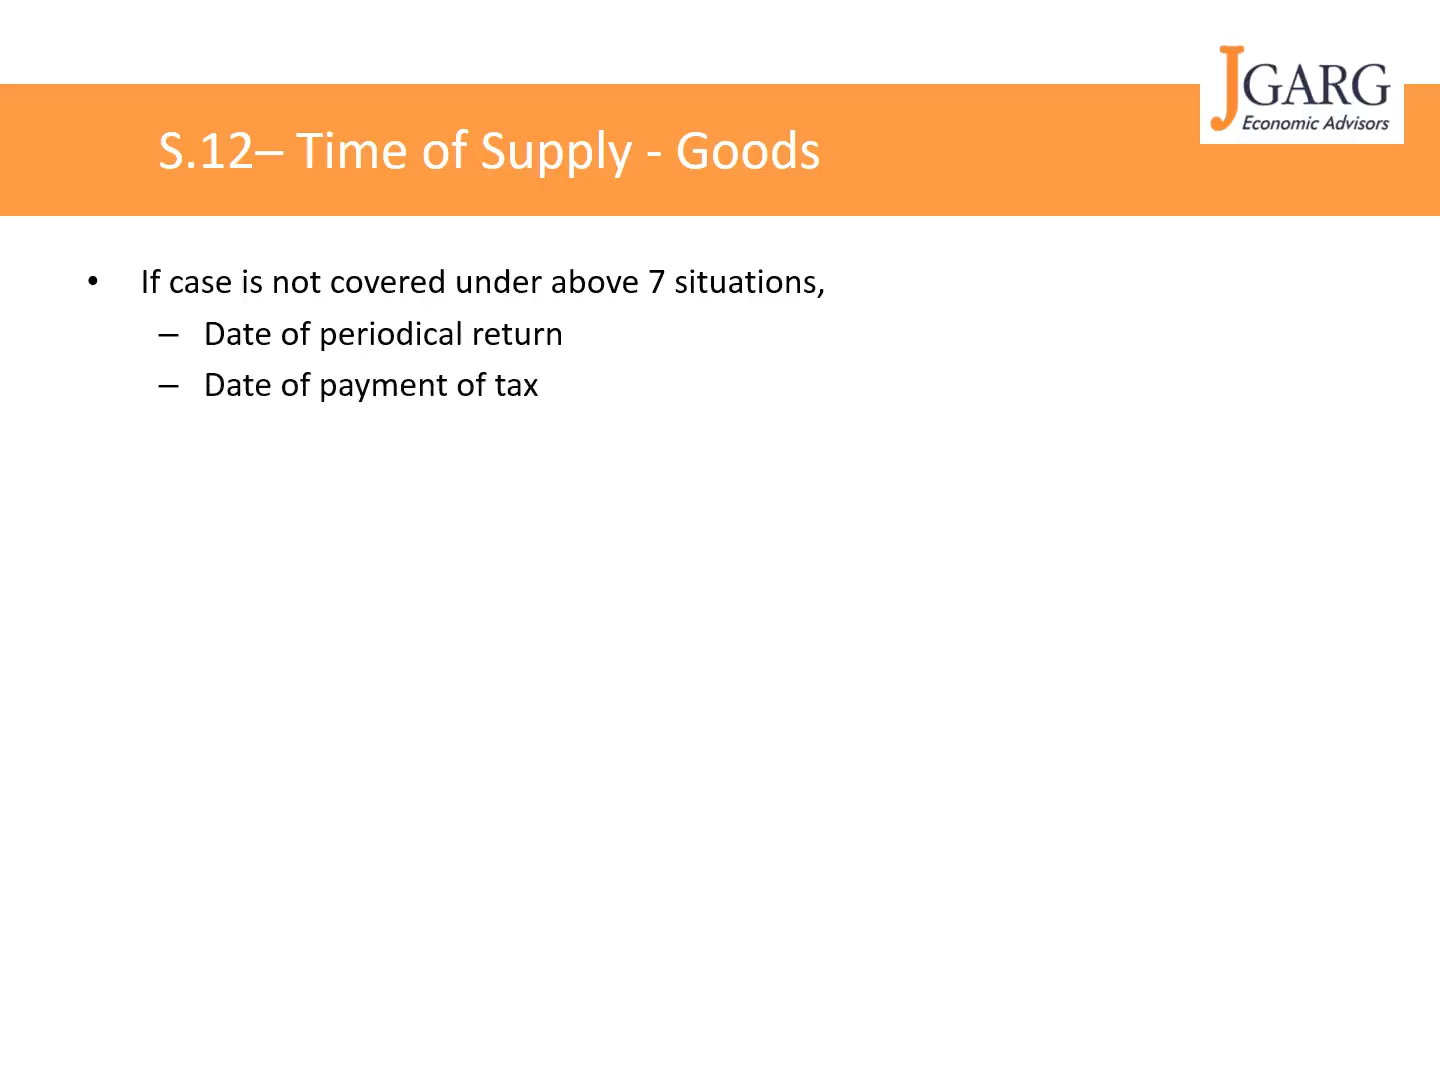 JGARG
Economic Advisors
S.12– Time of Supply - Goods
• If case is not covered under above 7 situations,
– Date of periodical return
– Date of payment of tax